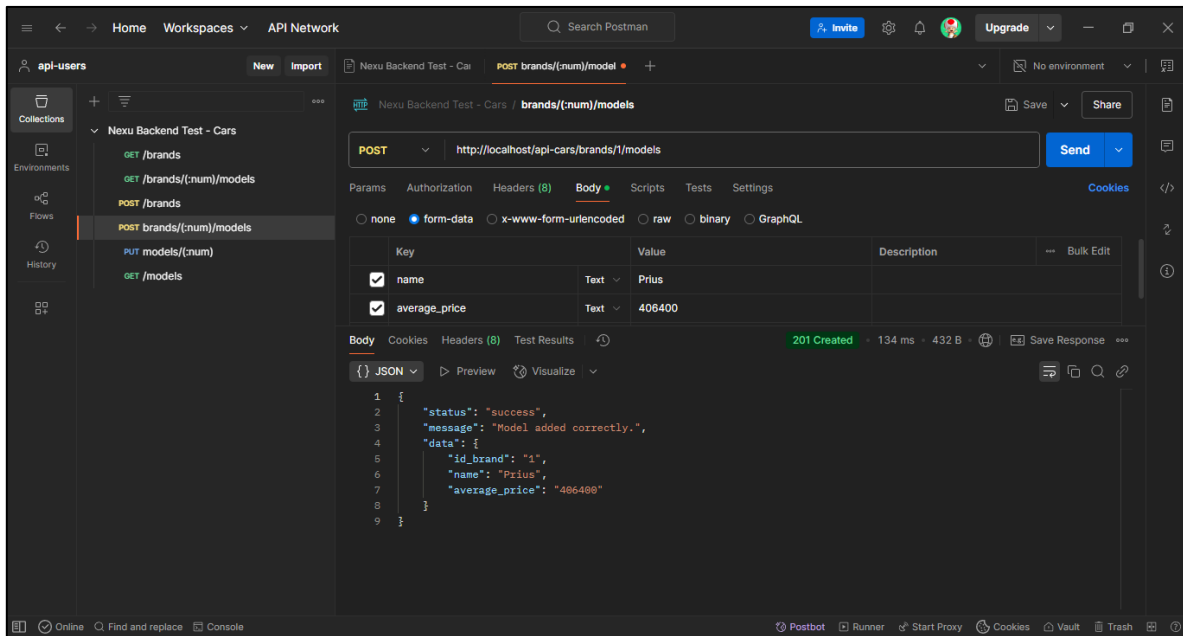 Home Workspaces API Network Search Postman Invite Upgrade
api-users New Import Nexu Backend Test - Car POST brands/(:num)/model + No environment
Collections
Environments
Flows
History
Nexu Backend Test - Cars
GET /brands
GET /brands/(:num)/models
POST /brands
POST brands/(:num)/models
PUT models/(:num)
GET /models
HTTP Nexu Backend Test - Cars / brands/(:num)/models Save Share
POST http://localhost/api-cars/brands/1/models Send
Params Authorization Headers (8) Body Scripts Tests Settings Cookies
none form-data x-www-form-urlencoded raw binary GraphQL
Key Value Description Bulk Edit
name Text Prius
average_price Text 406400
Body Cookies Headers (8) Test Results 201 Created 134 ms 432 B e.g. Save Response
{} JSON Preview Visualize
1 {
2 "status": "success",
3 "message": "Model added correctly.",
4 "data": {
5 "id_brand": "1",
6 "name": "Prius",
7 "average_price": "406400"
8 }
9 }
Online Find and replace Console Postbot Runner Start Proxy Cookies Vault Trash